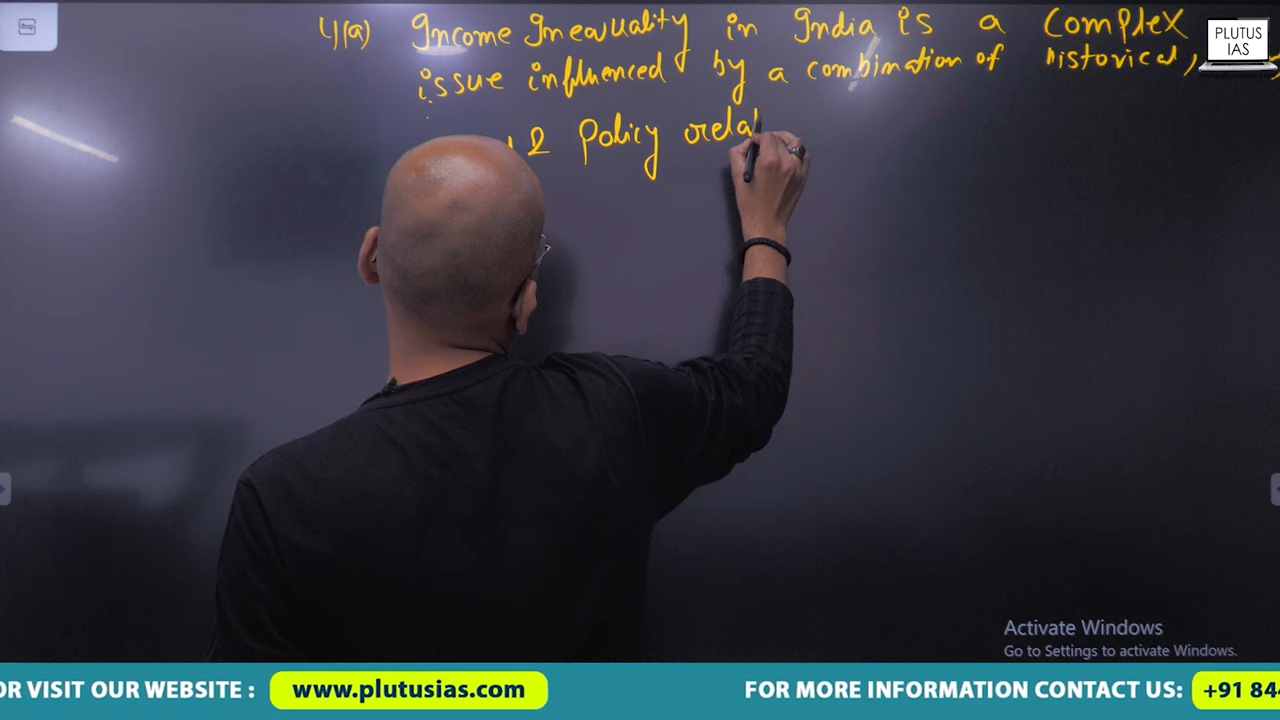 4)(a) Income Inequality in India is a complex
issue influenced by a combination of historical,
& Policy rela
PLUTUS
IAS
Activate Windows
Go to Settings to activate Windows.
OR VISIT OUR WEBSITE :
www.plutusias.com
FOR MORE INFORMATION CONTACT US:
+91 84